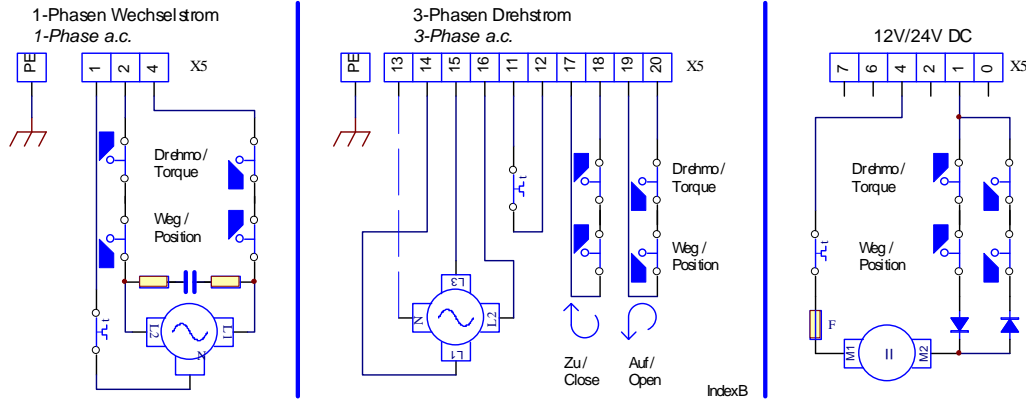 1-Phasen Wechselstrom
1-Phase a.c.
PE
1
2
4
X5
Drehmo/
Torque
Weg/
Position
t
L2
L1
N
3-Phasen Drehstrom
3-Phase a.c.
PE
13
14
15
16
11
12
17
18
19
20
X5
t
Drehmo/
Torque
Weg/
Position
L3
N
L2
L1
Zu/
Close
Auf/
Open
IndexB
12V/24V DC
7
6
4
2
1
0
X5
Drehmo/
Torque
Weg/
Position
t
F
M1
M2